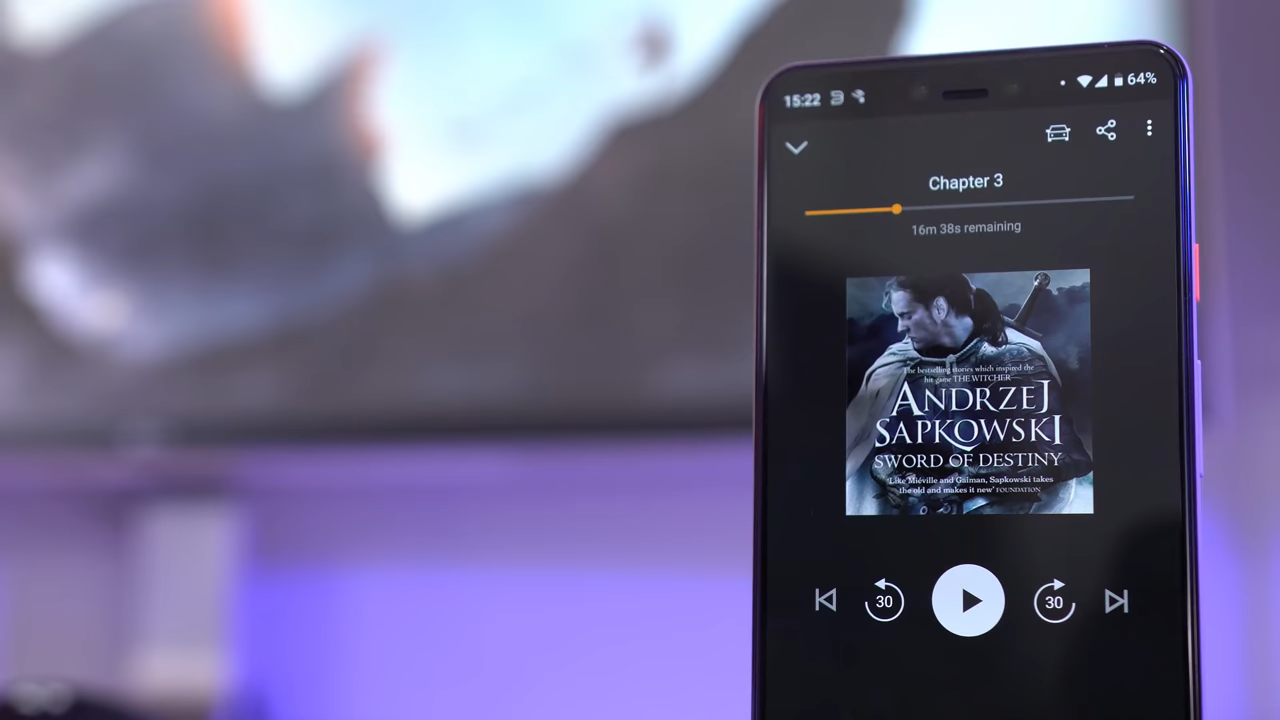 15:22
64%
Chapter 3
16m 38s remaining
The bestselling stories which inspired the
hit game THE WITCHER
ANDRZEJ
SAPKOWSKI
SWORD OF DESTINY
'Like Miéville and Gaiman, Sapkowski takes
the old and makes it new' FOUNDATION
30
30